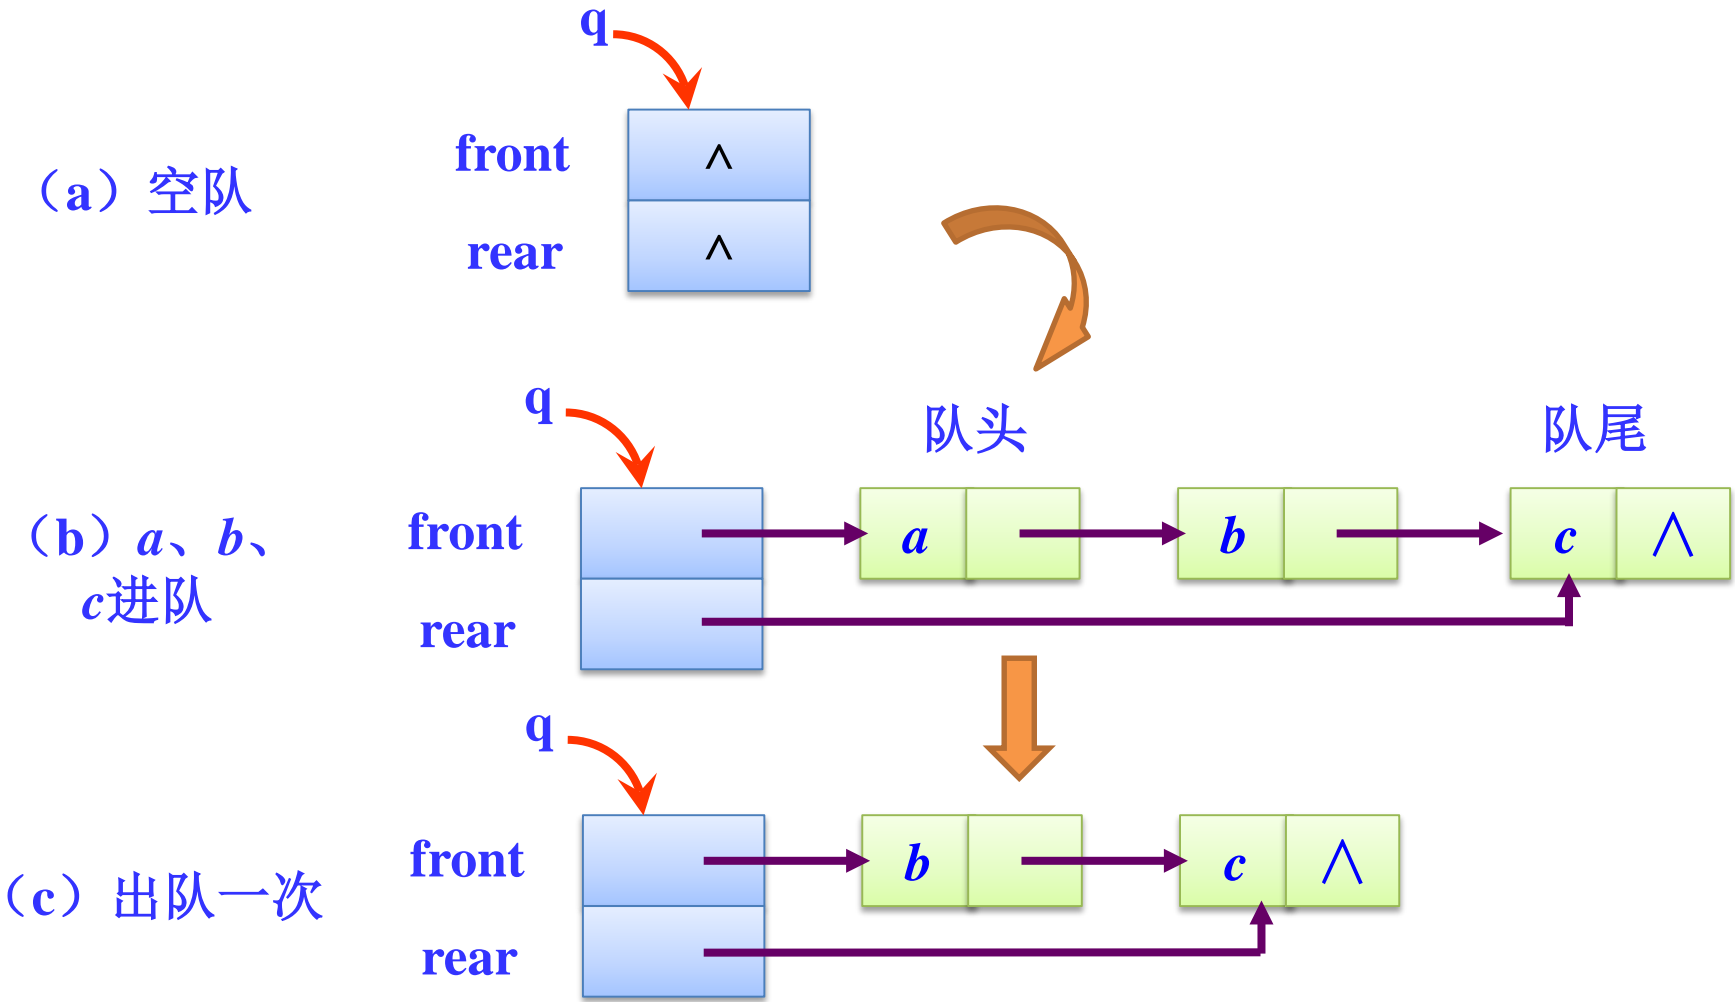 q
front ∧
（a）空队
rear ∧
q 队头 队尾
（b）a、b、
c进队
front a b c ∧
rear
q
front b c ∧
（c）出队一次
rear